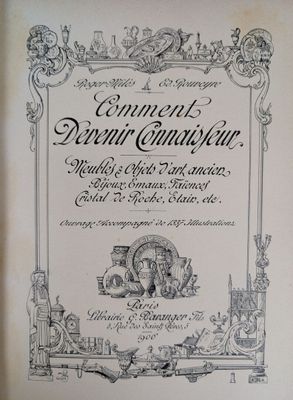 Roger-Milès & Ed. Rouveyre
Comment
Devenir Connaisseur
Meubles & Objets d'art ancien
Bijoux, Emaux, Faïences
Cristal de Roche, Etain, etc.
Ouvrage Accompagné de 1337 Illustrations
Paris
Librairie G. Baranger Fils
5, Rue des Saints-Pères, 5
1906